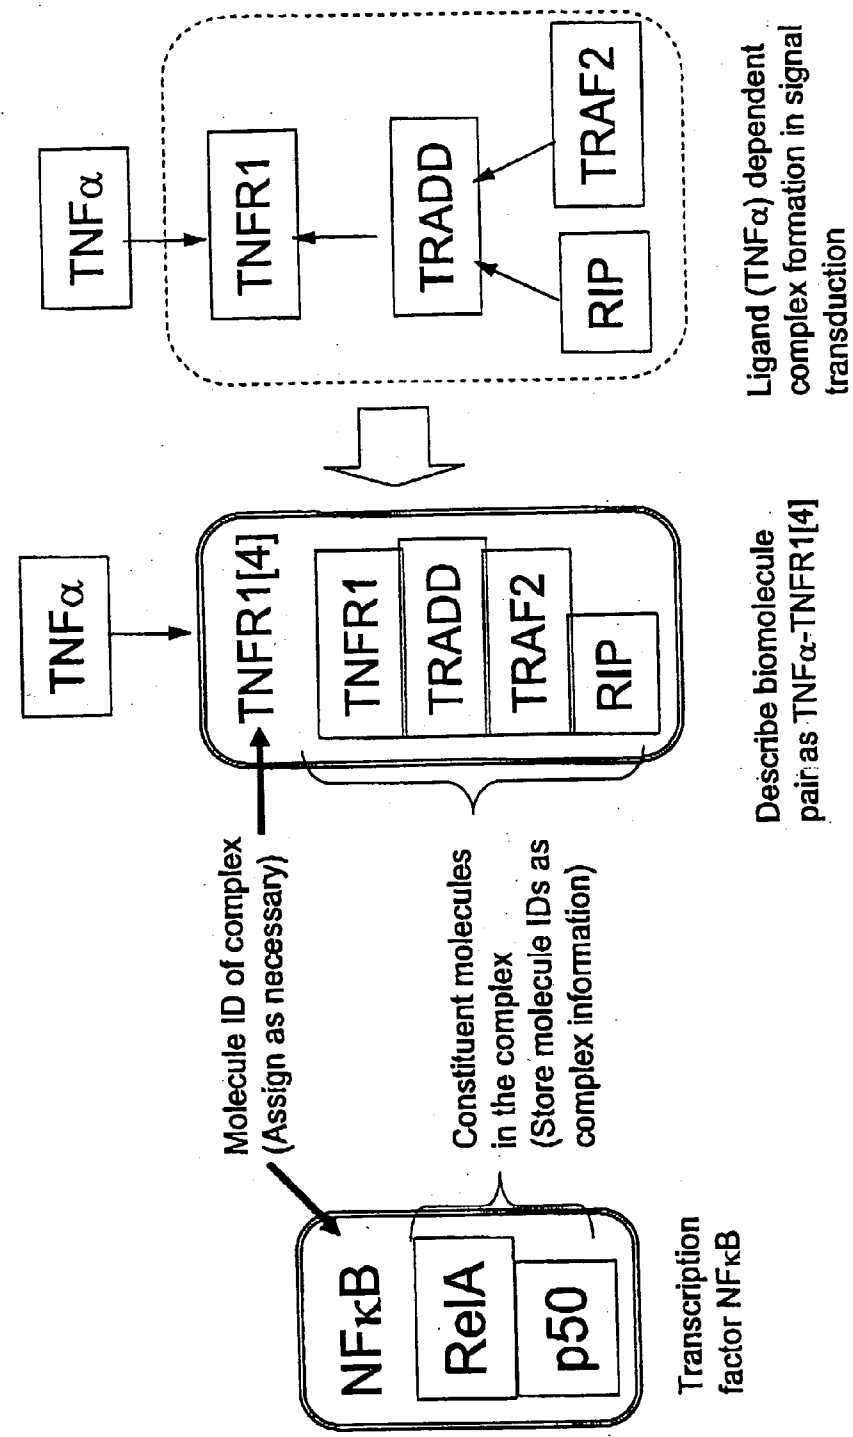 NFκB
RelA
p50
Transcription
factor NFκB
Molecule ID of complex
(Assign as necessary)
Constituent molecules
in the complex
(Store molecule IDs as
complex information)
TNFα
TNFR1[4]
TNFR1
TRADD
TRAF2
RIP
Describe biomolecule
pair as TNFα-TNFR1[4]
TNFα
TNFR1
TRADD
RIP
TRAF2
Ligand (TNFα) dependent
complex formation in signal
transduction